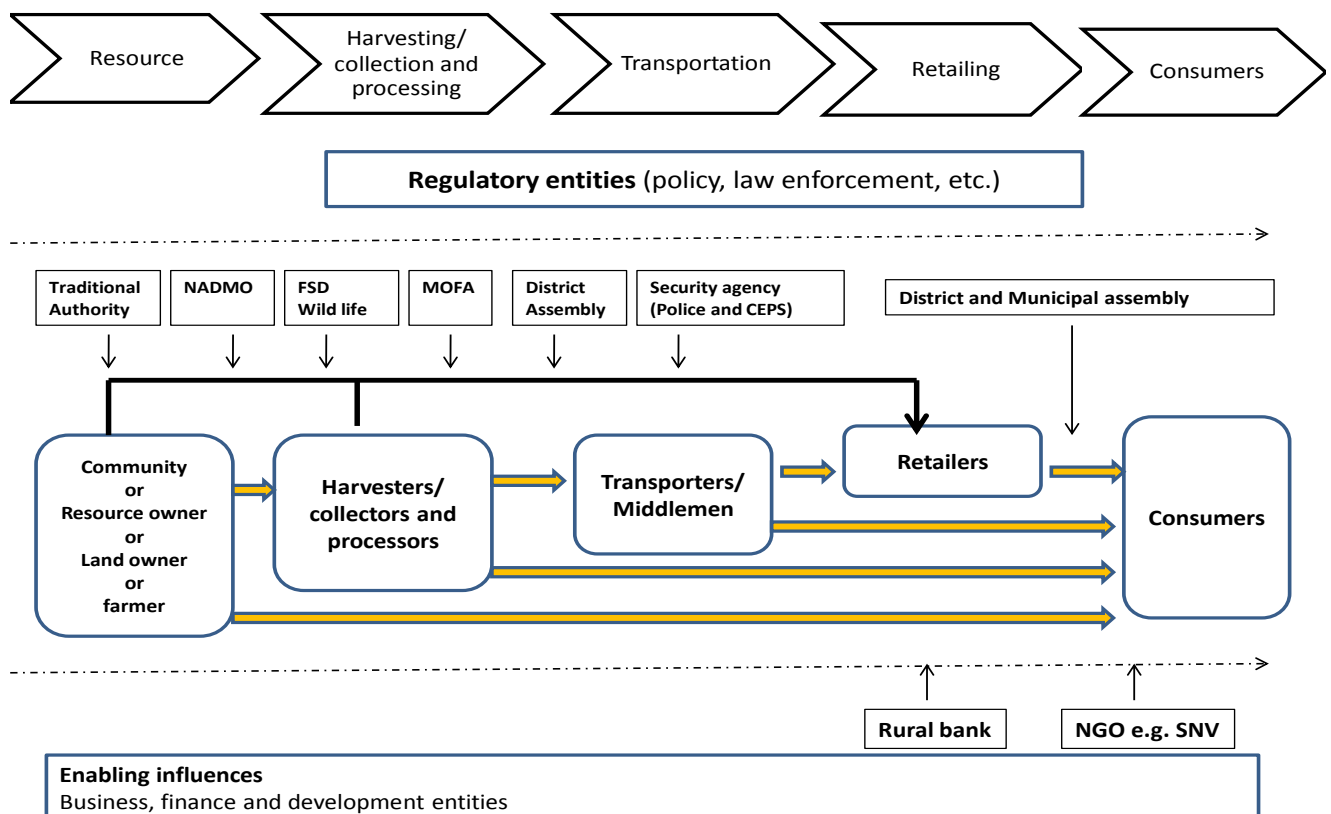 Resource
Harvesting/
collection and
processing
Transportation
Retailing
Consumers
Regulatory entities (policy, law enforcement, etc.)
Traditional
Authority
NADMO
FSD
Wild life
MOFA
District
Assembly
Security agency
(Police and CEPS)
District and Municipal assembly
Community
or
Resource owner
or
Land owner
or
farmer
Harvesters/
collectors and
processors
Transporters/
Middlemen
Retailers
Consumers
Rural bank
NGO e.g. SNV
Enabling influences
Business, finance and development entities